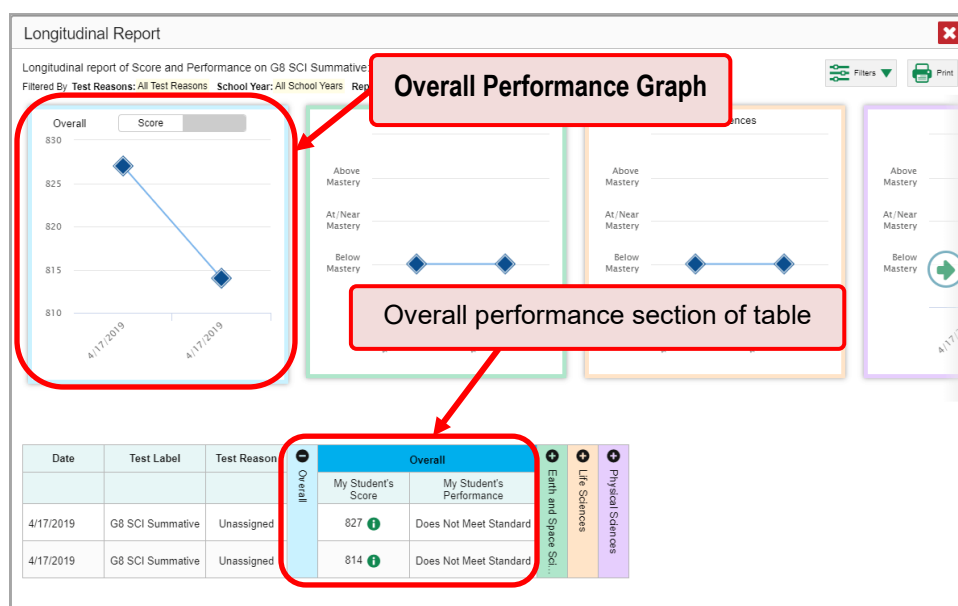 Longitudinal Report
Longitudinal report of Score and Performance on G8 SCI Summative:
Filtered By Test Reasons: All Test Reasons School Year: All School Years
Filters
Print
Overall Performance Graph
Overall Score
830
825
820
815
810
4/17/2019
4/17/2019
Above
Mastery
At/Near
Mastery
Below
Mastery
Above
Mastery
At/Near
Mastery
Below
Mastery
Above
Mastery
At/Near
Mastery
Below
Mastery
Overall performance section of table
Date Test Label Test Reason Overall Overall Earth and Space Sci... Life Sciences Physical Sciences
My Student's
Score
My Student's
Performance
4/17/2019 G8 SCI Summative Unassigned 827 Does Not Meet Standard
4/17/2019 G8 SCI Summative Unassigned 814 Does Not Meet Standard